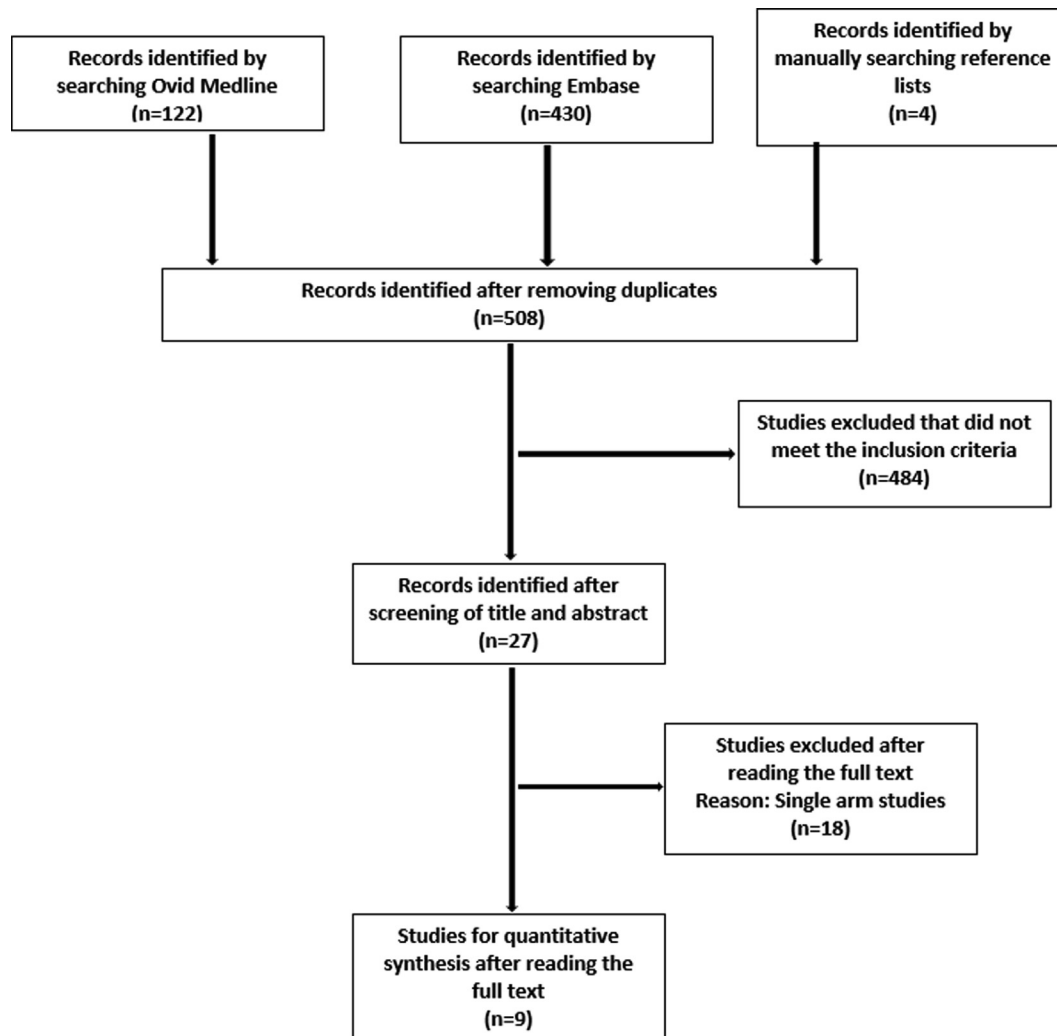 Records identified by
searching Ovid Medline
(n=122)
Records identified by
searching Embase
(n=430)
Records identified by
manually searching reference
lists
(n=4)
Records identified after removing duplicates
(n=508)
Studies excluded that did not
meet the inclusion criteria
(n=484)
Records identified after
screening of title and abstract
(n=27)
Studies excluded after
reading the full text
Reason: Single arm studies
(n=18)
Studies for quantitative
synthesis after reading the
full text
(n=9)